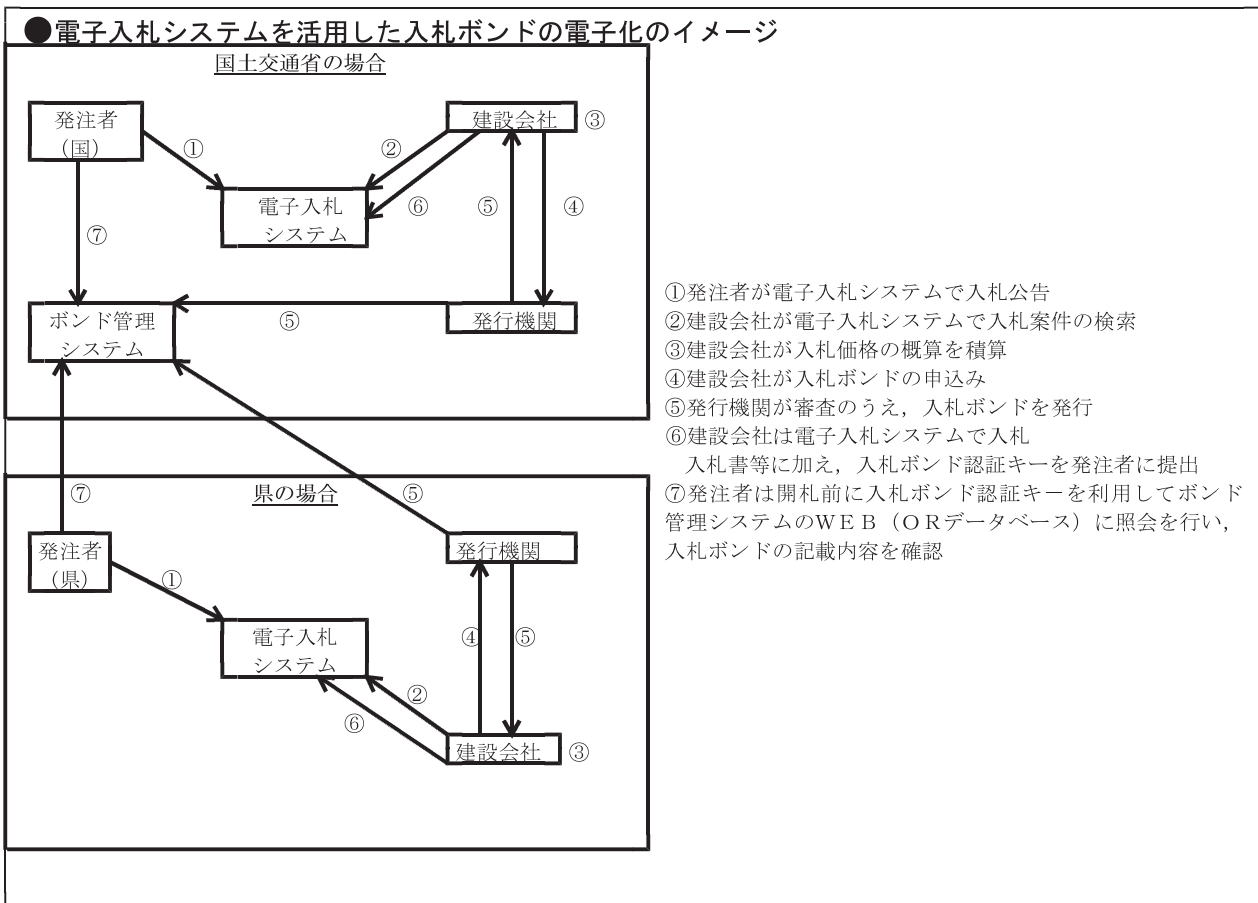 ●電子入札システムを活用した入札ボンドの電子化のイメージ
国土交通省の場合
発注者
(国)
建設会社
③
①
②
電子入札
システム
⑥
⑤
④
⑦
ボンド管理
システム
⑤
発行機関
⑦
県の場合
⑤
発注者
(県)
①
発行機関
電子入札
システム
④
⑤
②
⑥
建設会社
③
①発注者が電子入札システムで入札公告
②建設会社が電子入札システムで入札案件の検索
③建設会社が入札価格の概算を積算
④建設会社が入札ボンドの申込み
⑤発行機関が審査のうえ，入札ボンドを発行
⑥建設会社は電子入札システムで入札
入札書等に加え，入札ボンド認証キーを発注者に提出
⑦発注者は開札前に入札ボンド認証キーを利用してボンド
管理システムのＷＥＢ（ＯＲデータベース）に照会を行い，
入札ボンドの記載内容を確認